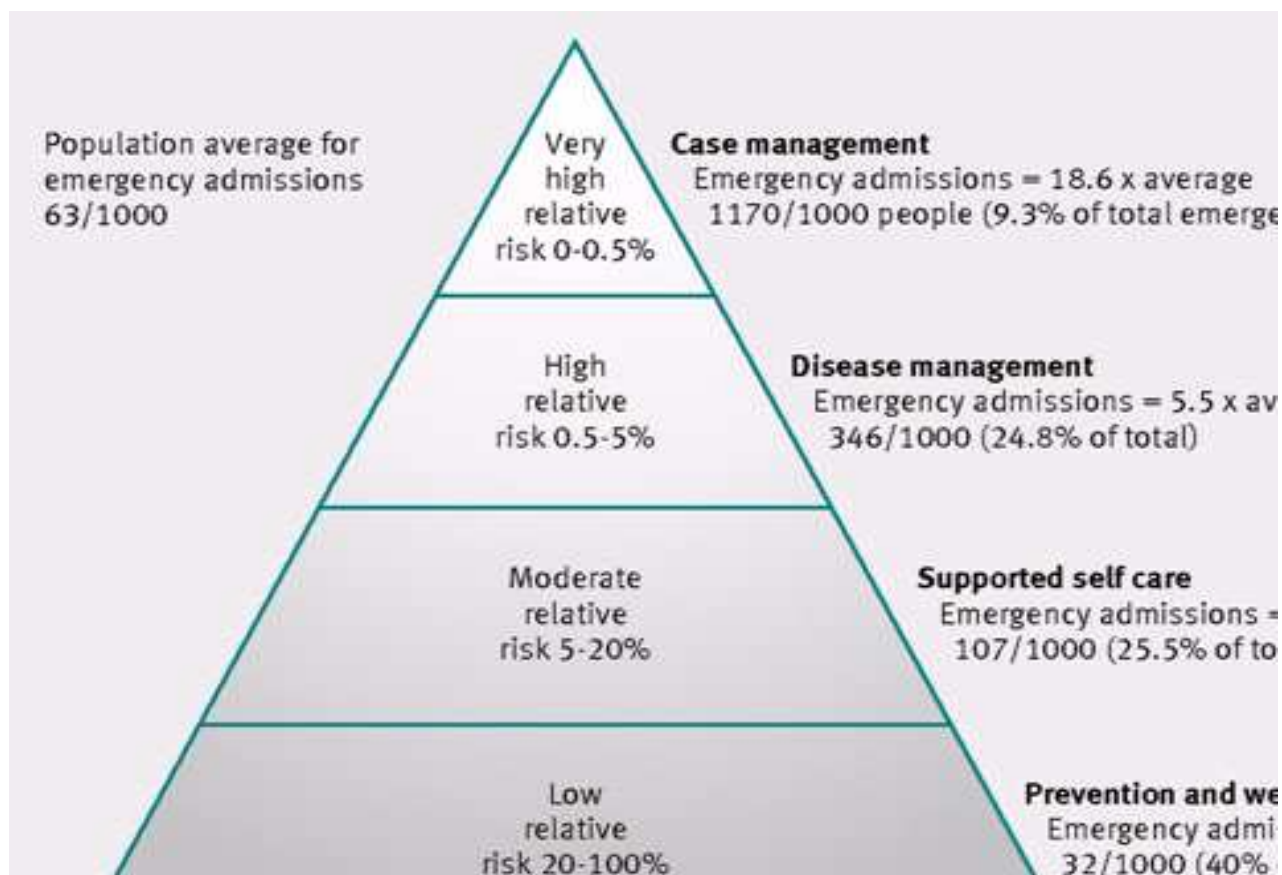 Population average for
emergency admissions
63/1000
Very
high
relative
risk 0-0.5%
Case management
Emergency admissions = 18.6 x average
1170/1000 people (9.3% of total
High
relative
risk 0.5-5%
Disease management
Emergency admissions = 5.5 x
346/1000 (24.8% of total)
Moderate
relative
risk 5-20%
Supported self care
Emergency admissions =
107/1000 (25.5% of
Low
relative
risk 20-100%
Prevention and
Emergency
32/1000 (40%